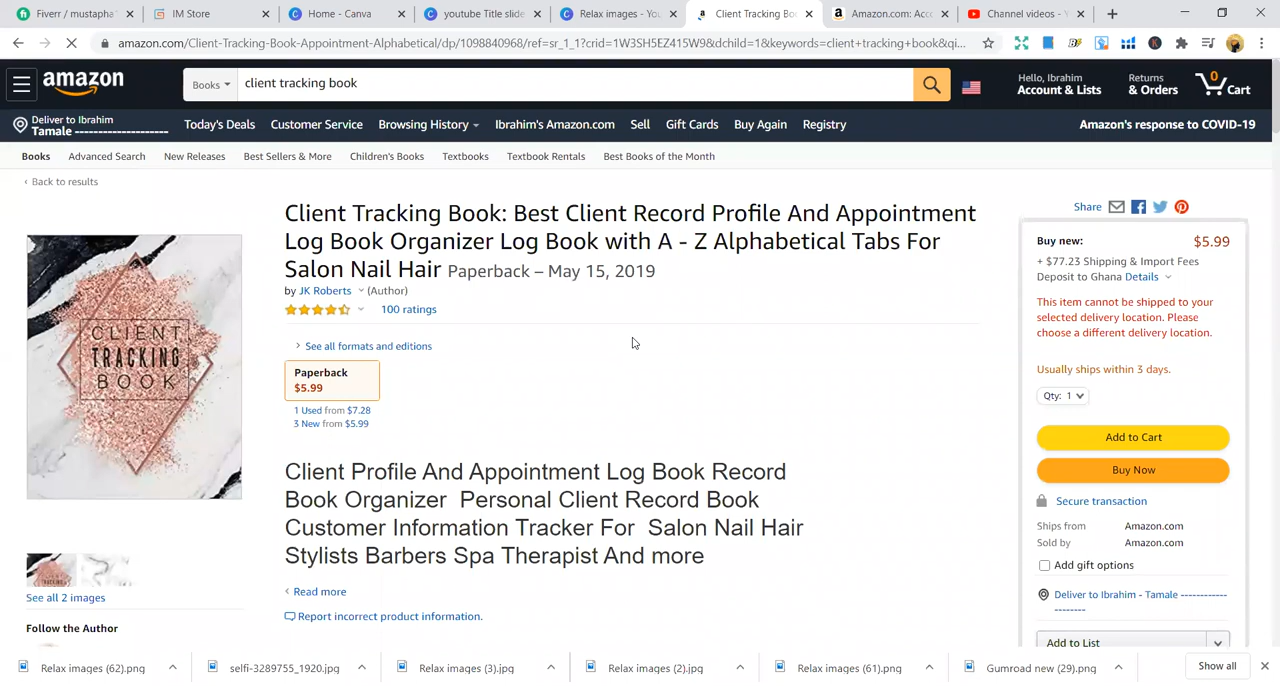 Fiverr / mustapha
IM Store
Home - Canva
youtube Title slide
Relax images - You
Client Tracking Bo
Amazon.com: Acc
Channel videos - Y
amazon.com/Client-Tracking-Book-Appointment-Alphabetical/dp/1098840968/ref=sr_1_1?crid=1W3SH5EZ415W9&dchild=1&keywords=client+tracking+book&qi...
amazon
Books
client tracking book
Hello, Ibrahim
Account & Lists
Returns
& Orders
0
Cart
Deliver to Ibrahim
Tamale --------------------
Today's Deals Customer Service Browsing History Ibrahim's Amazon.com Sell Gift Cards Buy Again Registry
Amazon's response to COVID-19
Books Advanced Search New Releases Best Sellers & More Children's Books Textbooks Textbook Rentals Best Books of the Month
‹ Back to results
CLIENT
TRACKING
BOOK
See all 2 images
Follow the Author
Client Tracking Book: Best Client Record Profile And Appointment
Log Book Organizer Log Book with A - Z Alphabetical Tabs For
Salon Nail Hair Paperback – May 15, 2019
by JK Roberts (Author)
100 ratings
› See all formats and editions
Paperback
$5.99
1 Used from $7.28
3 New from $5.99
Client Profile And Appointment Log Book Record
Book Organizer Personal Client Record Book
Customer Information Tracker For Salon Nail Hair
Stylists Barbers Spa Therapist And more
‹ Read more
Report incorrect product information.
Share
Buy new: $5.99
+ $77.23 Shipping & Import Fees
Deposit to Ghana Details
This item cannot be shipped to your
selected delivery location. Please
choose a different delivery location.
Usually ships within 3 days.
Qty: 1
Add to Cart
Buy Now
Secure transaction
Ships from Amazon.com
Sold by Amazon.com
Add gift options
Deliver to Ibrahim - Tamale ------------
--------
Add to List
Relax images (62).png
selfi-3289755_1920.jpg
Relax images (3).jpg
Relax images (2).jpg
Relax images (61).png
Gumroad new (29).png
Show all